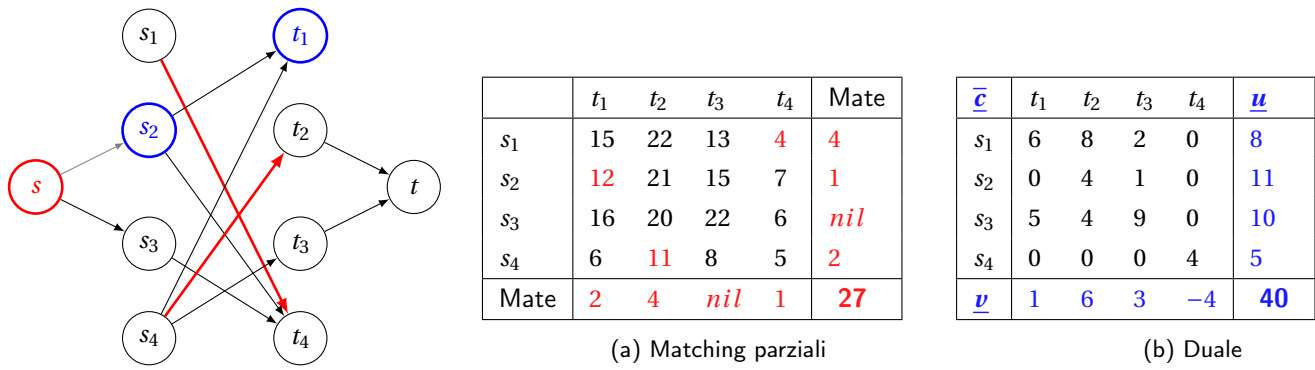 s1
t1
s2
t2
s
t
s3
t3
s4
t4
t1 t2 t3 t4 Mate
s1 15 22 13 4 4
s2 12 21 15 7 1
s3 16 20 22 6 nil
s4 6 11 8 5 2
Mate 2 4 nil 1 27
(a) Matching parziali
c̅ t1 t2 t3 t4 u
s1 6 8 2 0 8
s2 0 4 1 0 11
s3 5 4 9 0 10
s4 0 0 0 4 5
v 1 6 3 −4 40
(b) Duale